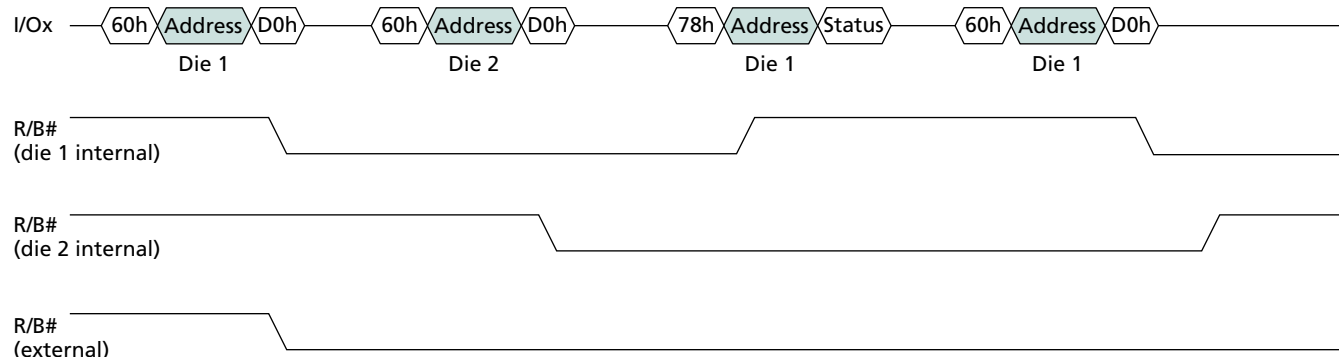 I/Ox 60h Address D0h 60h Address D0h 78h Address Status 60h Address D0h
Die 1 Die 2 Die 1 Die 1
R/B#
(die 1 internal)
R/B#
(die 2 internal)
R/B#
(external)